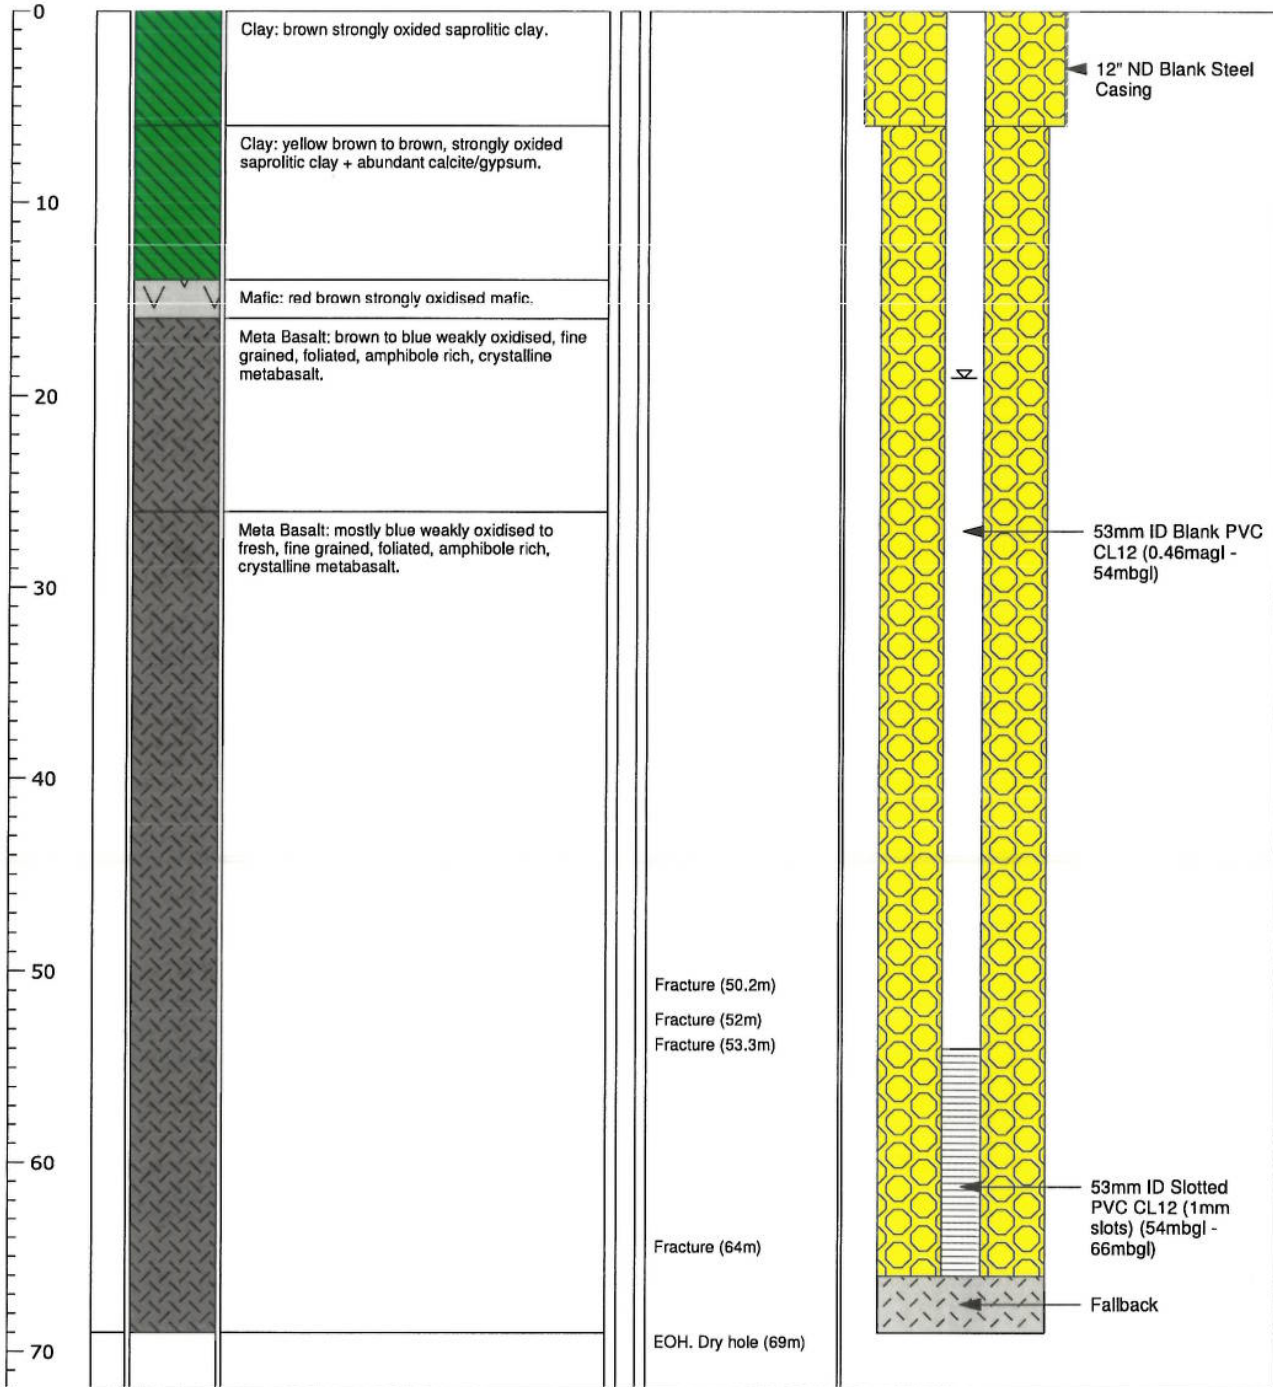 0
10
20
30
40
50
60
70
Clay: brown strongly oxided saprolitic clay.
Clay: yellow brown to brown, strongly oxided
saprolitic clay + abundant calcite/gypsum.
Mafic: red brown strongly oxidised mafic.
Meta Basalt: brown to blue weakly oxidised, fine
grained, foliated, amphibole rich, crystalline
metabasalt.
Meta Basalt: mostly blue weakly oxidised to
fresh, fine grained, foliated, amphibole rich,
crystalline metabasalt.
Fracture (50.2m)
Fracture (52m)
Fracture (53.3m)
Fracture (64m)
EOH. Dry hole (69m)
12" ND Blank Steel
Casing
53mm ID Blank PVC
CL12 (0.46magl -
54mbgl)
53mm ID Slotted
PVC CL12 (1mm
slots) (54mbgl -
66mbgl)
Fallback